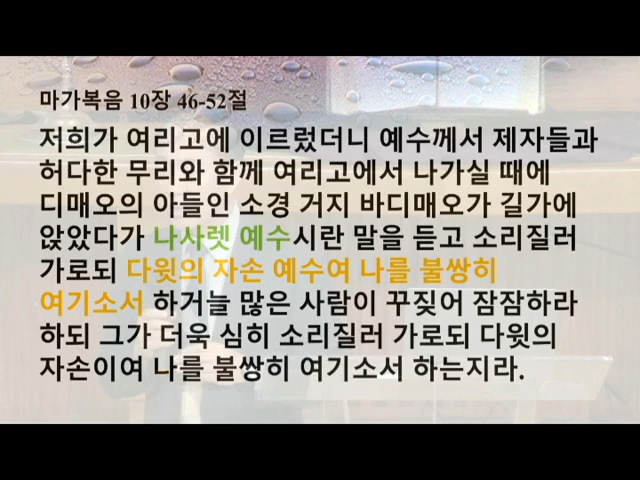 마가복음 10장 46-52절
저희가 여리고에 이르렀더니 예수께서 제자들과
허다한 무리와 함께 여리고에서 나가실 때에
디매오의 아들인 소경 거지 바디매오가 길가에
앉았다가 나사렛 예수시란 말을 듣고 소리질러
가로되 다윗의 자손 예수여 나를 불쌍히
여기소서 하거늘 많은 사람이 꾸짖어 잠잠하라
하되 그가 더욱 심히 소리질러 가로되 다윗의
자손이여 나를 불쌍히 여기소서 하는지라.